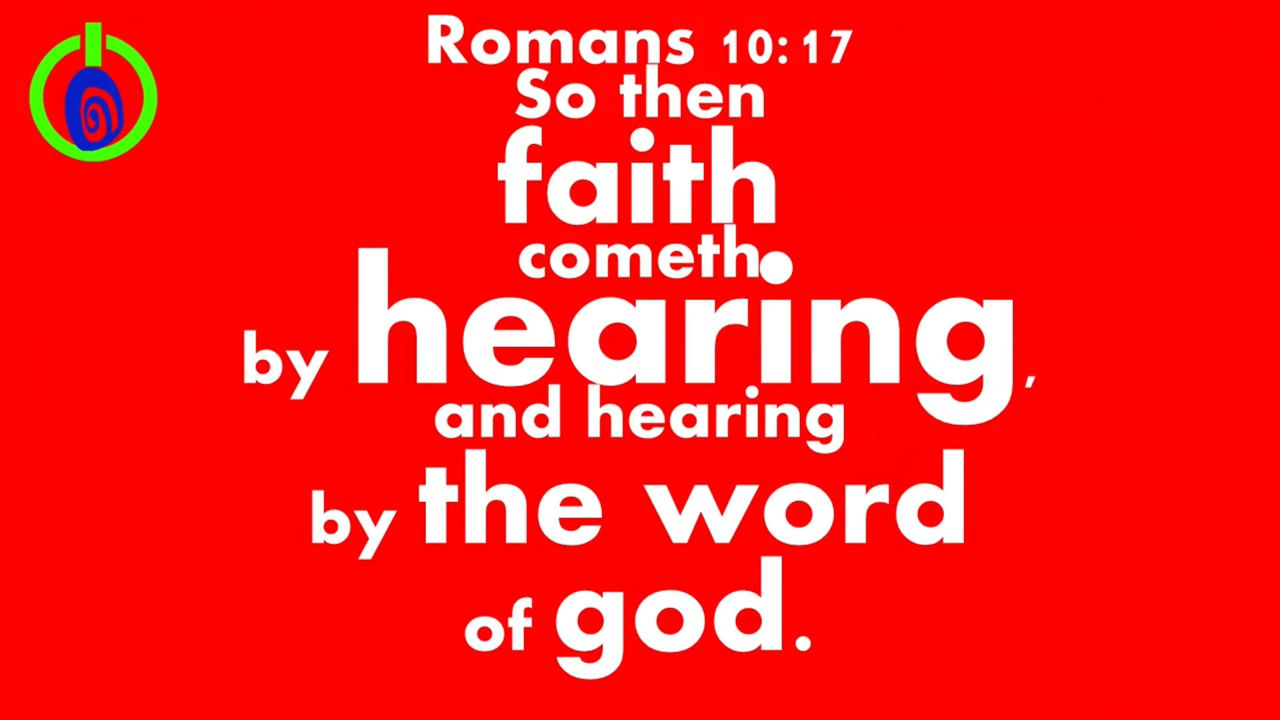 Romans 10:17
So then
faith
cometh
by hearing,
and hearing
by the word
of god.